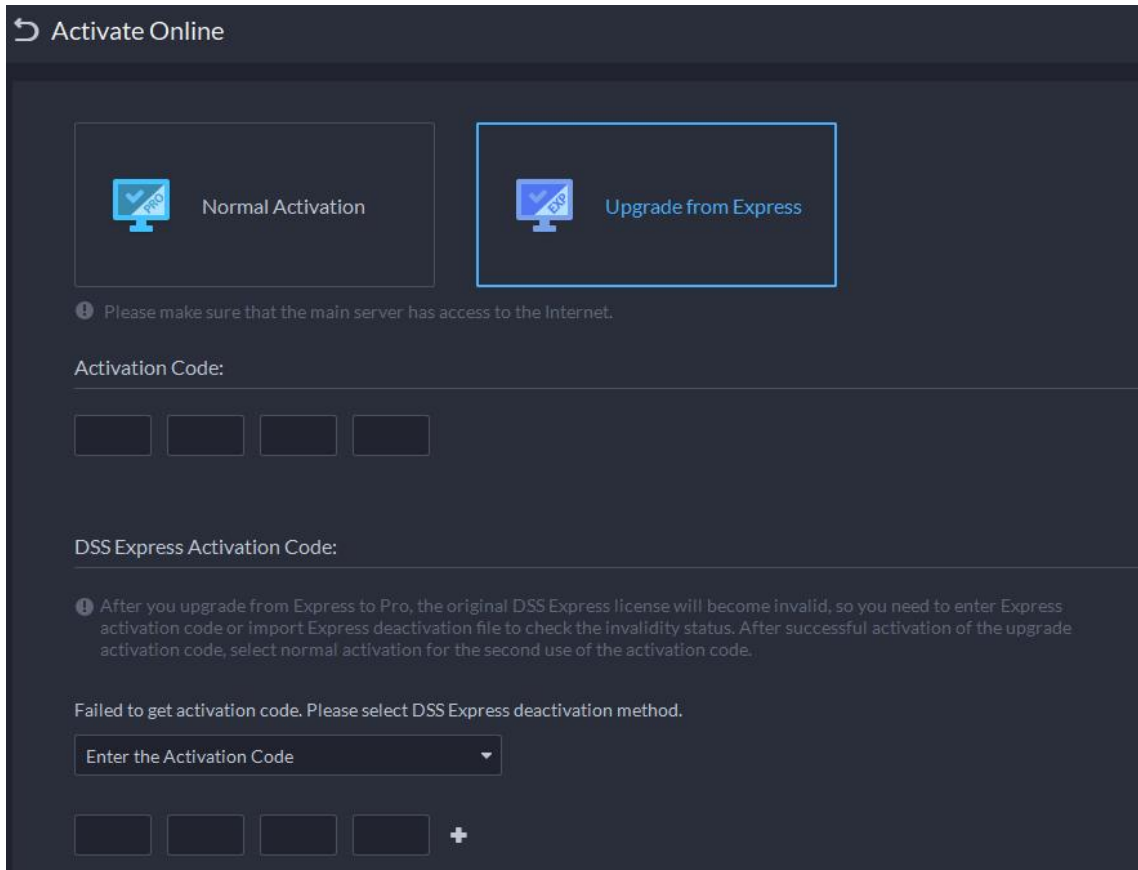 Activate Online
PRO
Normal Activation
EXP
Upgrade from Express
Please make sure that the main server has access to the Internet.
Activation Code:
DSS Express Activation Code:
After you upgrade from Express to Pro, the original DSS Express license will become invalid, so you need to enter Express
activation code or import Express deactivation file to check the invalidity status. After successful activation of the upgrade
activation code, select normal activation for the second use of the activation code.
Failed to get activation code. Please select DSS Express deactivation method.
Enter the Activation Code